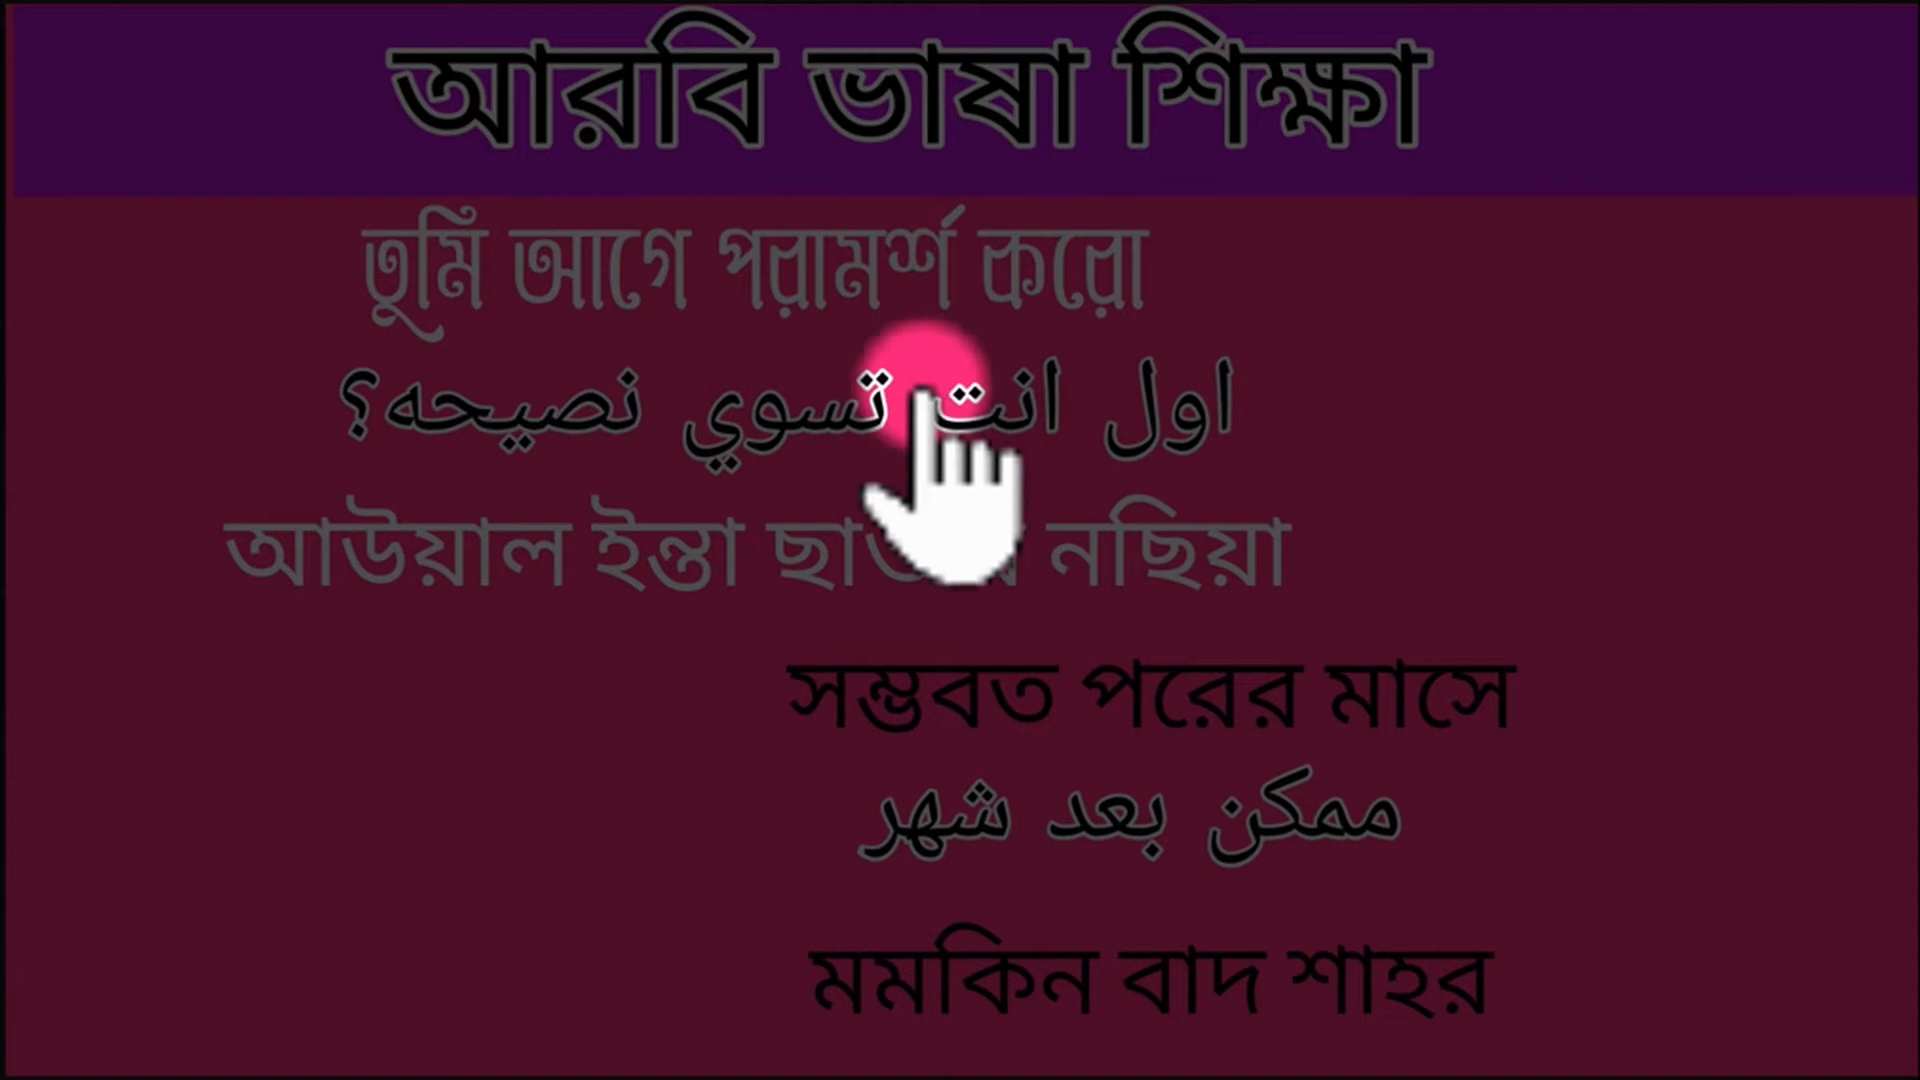 আরবি ভাষা শিক্ষা
তুমি আগে পরামর্শ করো
اول انت تسوي نصيحه؟
আউয়াল ইন্তা নছিয়া
সম্ভবত পরের মাসে
ممكن بعد شهر
মমকিন বাদ শাহর